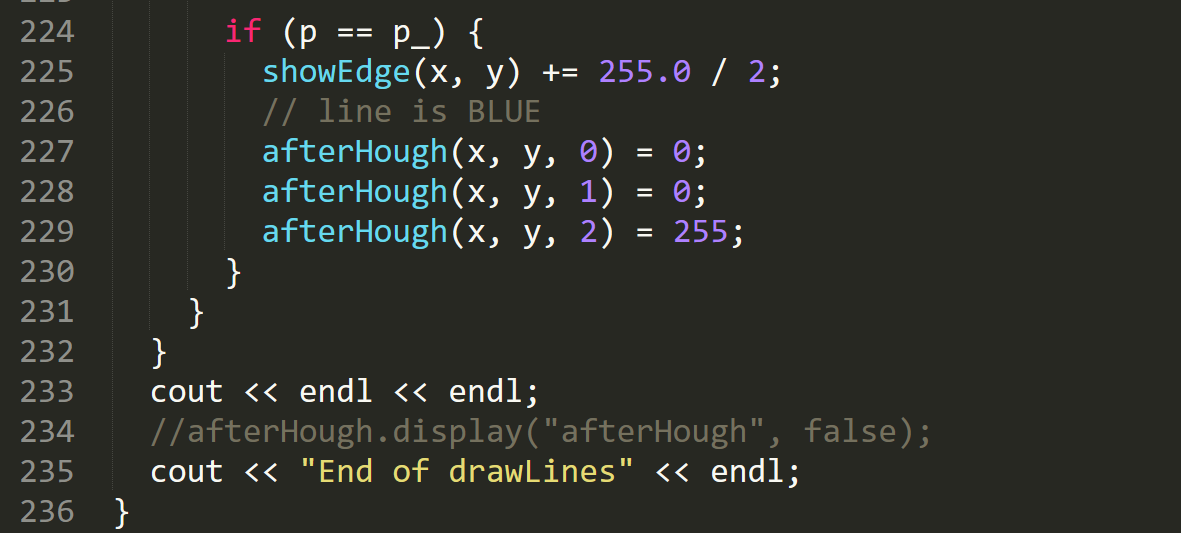 224 if (p == p_) {
225 showEdge(x, y) += 255.0 / 2;
226 // line is BLUE
227 afterHough(x, y, 0) = 0;
228 afterHough(x, y, 1) = 0;
229 afterHough(x, y, 2) = 255;
230 }
231 }
232 }
233 cout << endl << endl;
234 //afterHough.display("afterHough", false);
235 cout << "End of drawLines" << endl;
236 }